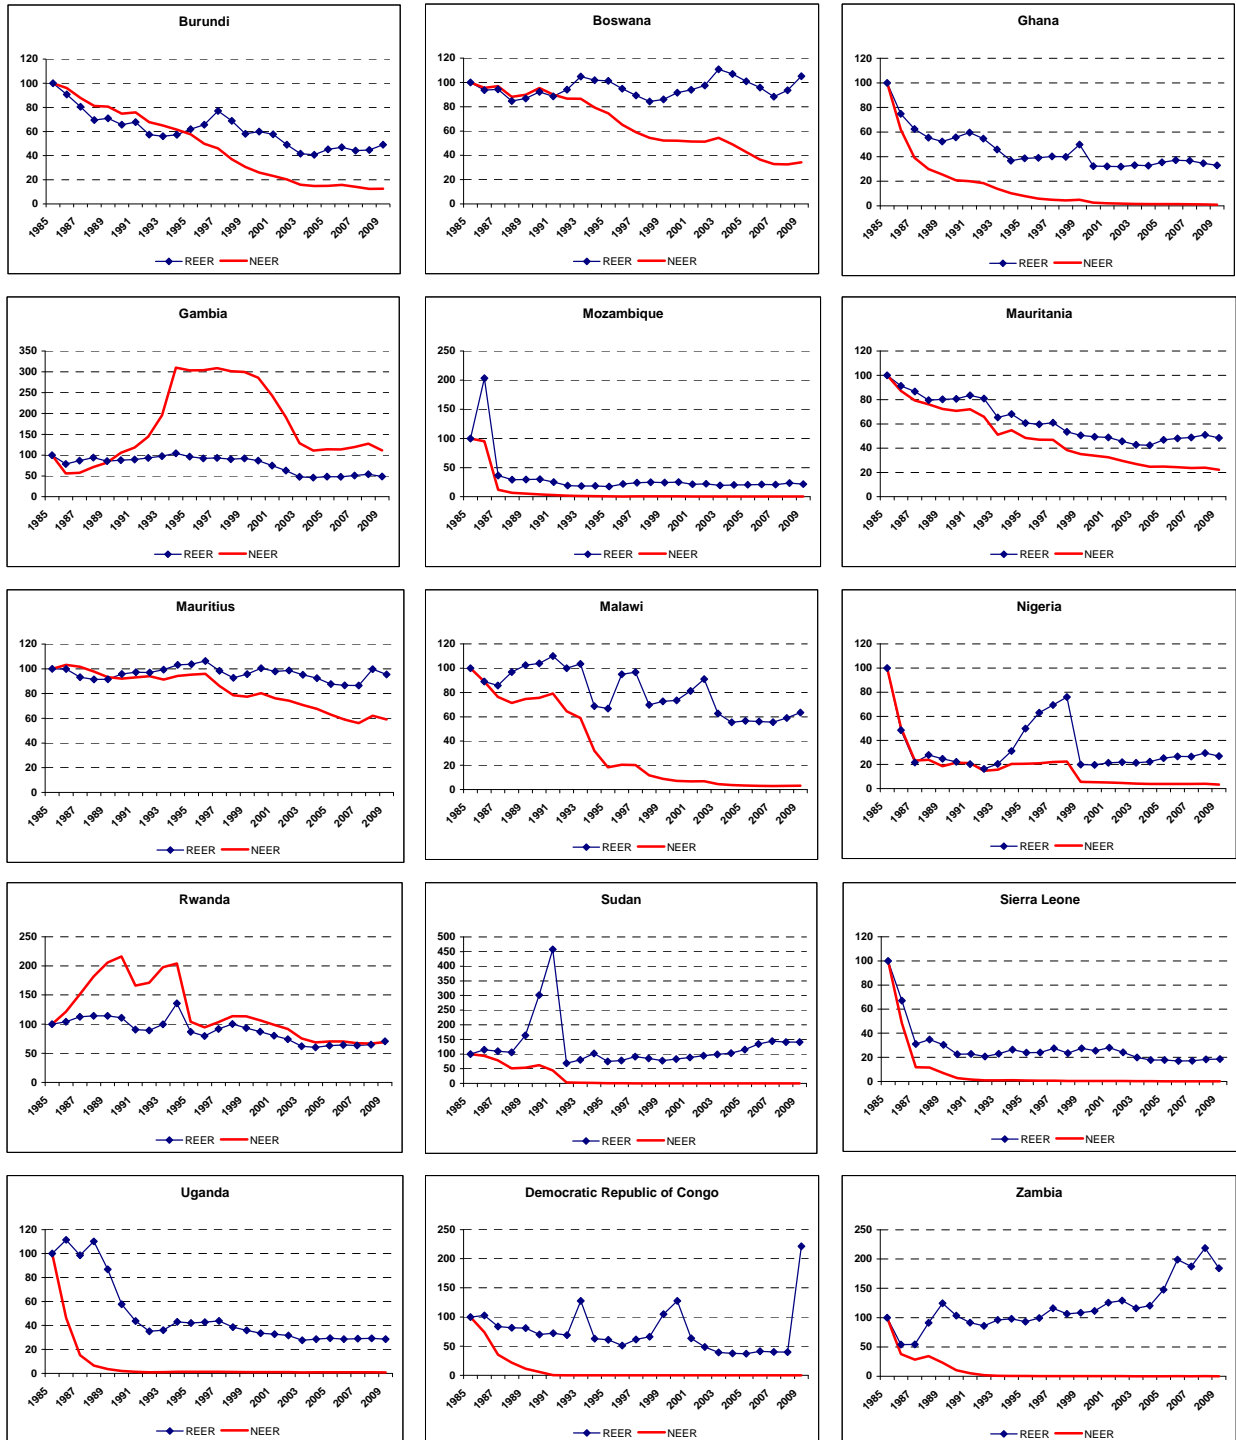 Burundi
120
100
80
60
40
20
0
1985 1987 1989 1991 1993 1995 1997 1999 2001 2003 2005 2007 2009
REER NEER
Boswana
120
100
80
60
40
20
0
1985 1987 1989 1991 1993 1995 1997 1999 2001 2003 2005 2007 2009
REER NEER
Ghana
120
100
80
60
40
20
0
1985 1987 1989 1991 1993 1995 1997 1999 2001 2003 2005 2007 2009
REER NEER
Gambia
350
300
250
200
150
100
50
0
1985 1987 1989 1991 1993 1995 1997 1999 2001 2003 2005 2007 2009
REER NEER
Mozambique
250
200
150
100
50
0
1985 1987 1989 1991 1993 1995 1997 1999 2001 2003 2005 2007 2009
REER NEER
Mauritania
120
100
80
60
40
20
0
1985 1987 1989 1991 1993 1995 1997 1999 2001 2003 2005 2007 2009
REER NEER
Mauritius
120
100
80
60
40
20
0
1985 1987 1989 1991 1993 1995 1997 1999 2001 2003 2005 2007 2009
REER NEER
Malawi
120
100
80
60
40
20
0
1985 1987 1989 1991 1993 1995 1997 1999 2001 2003 2005 2007 2009
REER NEER
Nigeria
120
100
80
60
40
20
0
1985 1987 1989 1991 1993 1995 1997 1999 2001 2003 2005 2007 2009
REER NEER
Rwanda
250
200
150
100
50
0
1985 1987 1989 1991 1993 1995 1997 1999 2001 2003 2005 2007 2009
REER NEER
Sudan
500
450
400
350
300
250
200
150
100
50
0
1985 1987 1989 1991 1993 1995 1997 1999 2001 2003 2005 2007 2009
REER NEER
Sierra Leone
120
100
80
60
40
20
0
1985 1987 1989 1991 1993 1995 1997 1999 2001 2003 2005 2007 2009
REER NEER
Uganda
120
100
80
60
40
20
0
1985 1987 1989 1991 1993 1995 1997 1999 2001 2003 2005 2007 2009
REER NEER
Democratic Republic of Congo
250
200
150
100
50
0
1985 1987 1989 1991 1993 1995 1997 1999 2001 2003 2005 2007 2009
REER NEER
Zambia
250
200
150
100
50
0
1985 1987 1989 1991 1993 1995 1997 1999 2001 2003 2005 2007 2009
REER NEER